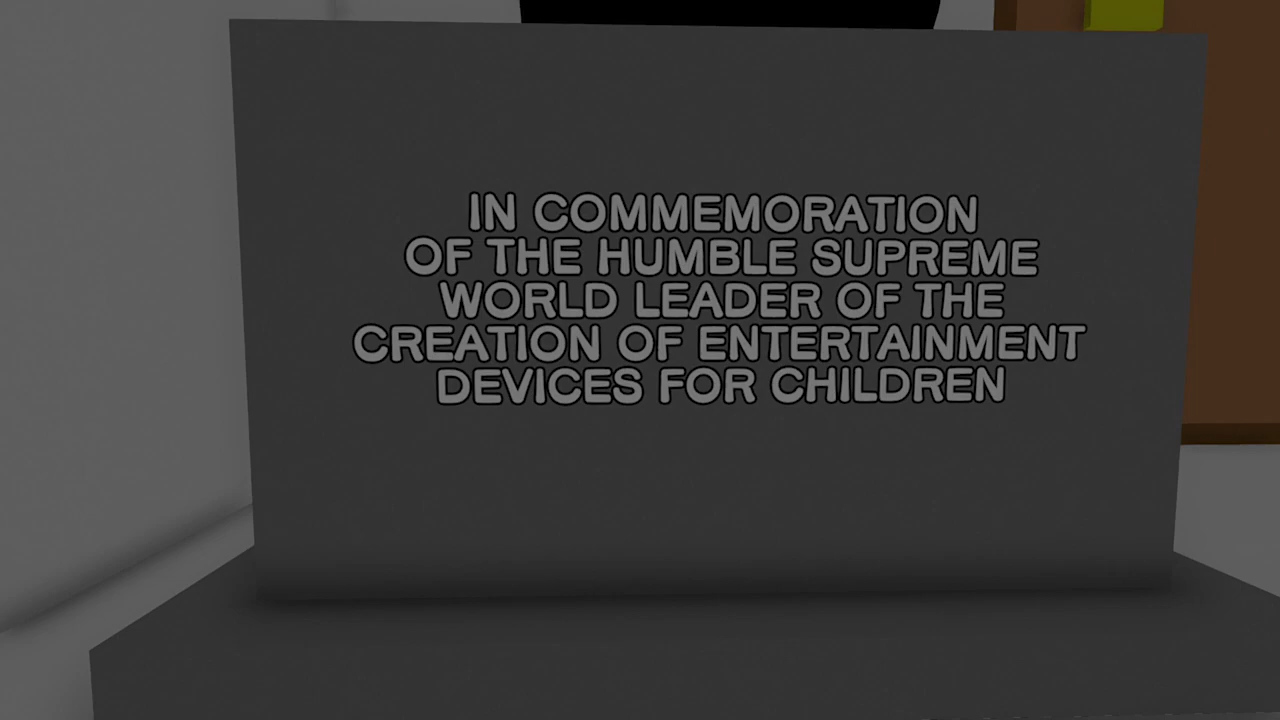 IN COMMEMORATION
OF THE HUMBLE SUPREME
WORLD LEADER OF THE
CREATION OF ENTERTAINMENT
DEVICES FOR CHILDREN